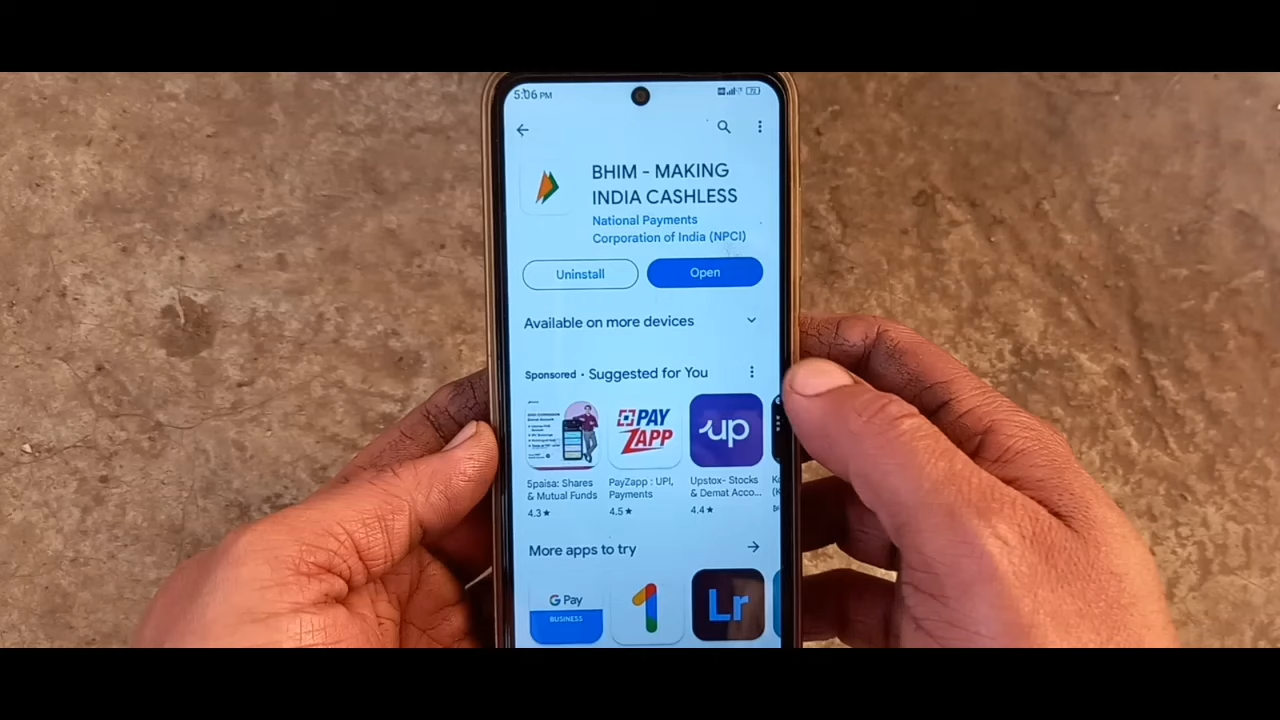 5:06 PM
BHIM - MAKING
INDIA CASHLESS
National Payments
Corporation of India (NPCI)
Uninstall
Open
Available on more devices
Sponsored · Suggested for You
PAY
ZAPP
up
5paisa: Shares
& Mutual Funds
PayZapp : UPI,
Payments
Upstox- Stocks
& Demat Acco...
4.3★
4.5★
4.4★
More apps to try
G Pay
BUSINESS
Lr